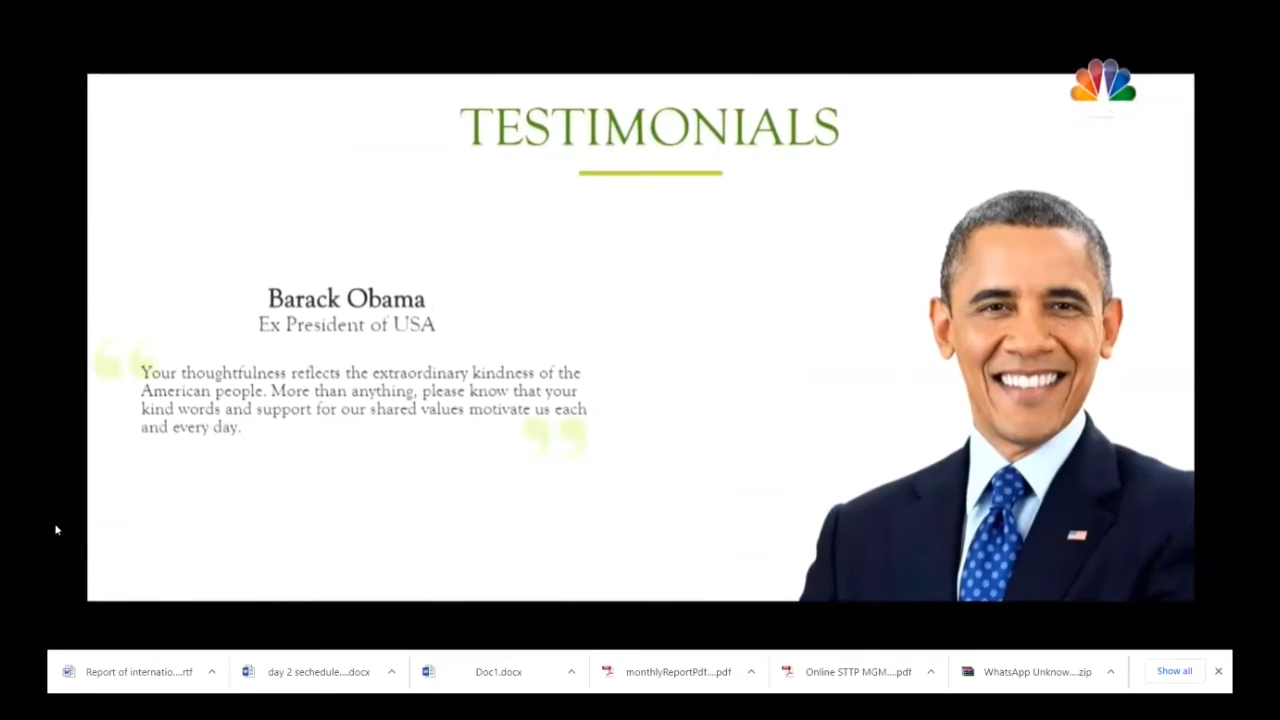 TESTIMONIALS
Barack Obama
Ex President of USA
Your thoughtfulness reflects the extraordinary kindness of the
American people. More than anything, please know that your
kind words and support for our shared values motivate us each
and every day.
Report of internatio....rtf
day 2 sechedule....docx
Doc1.docx
monthlyReportPdf....pdf
Online STTP MGM....pdf
WhatsApp Unknow....zip
Show all